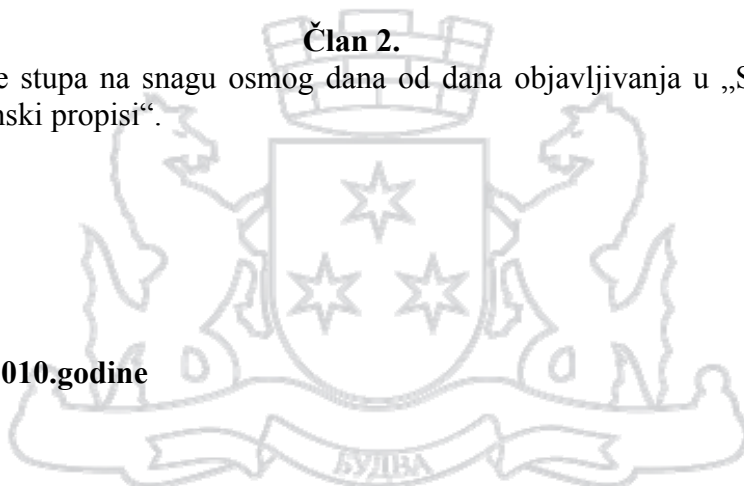 Član 2.
e stupa na snagu osmog dana od dana objavljivanja u „S
nski propisi“.
010.godine
БУДВА